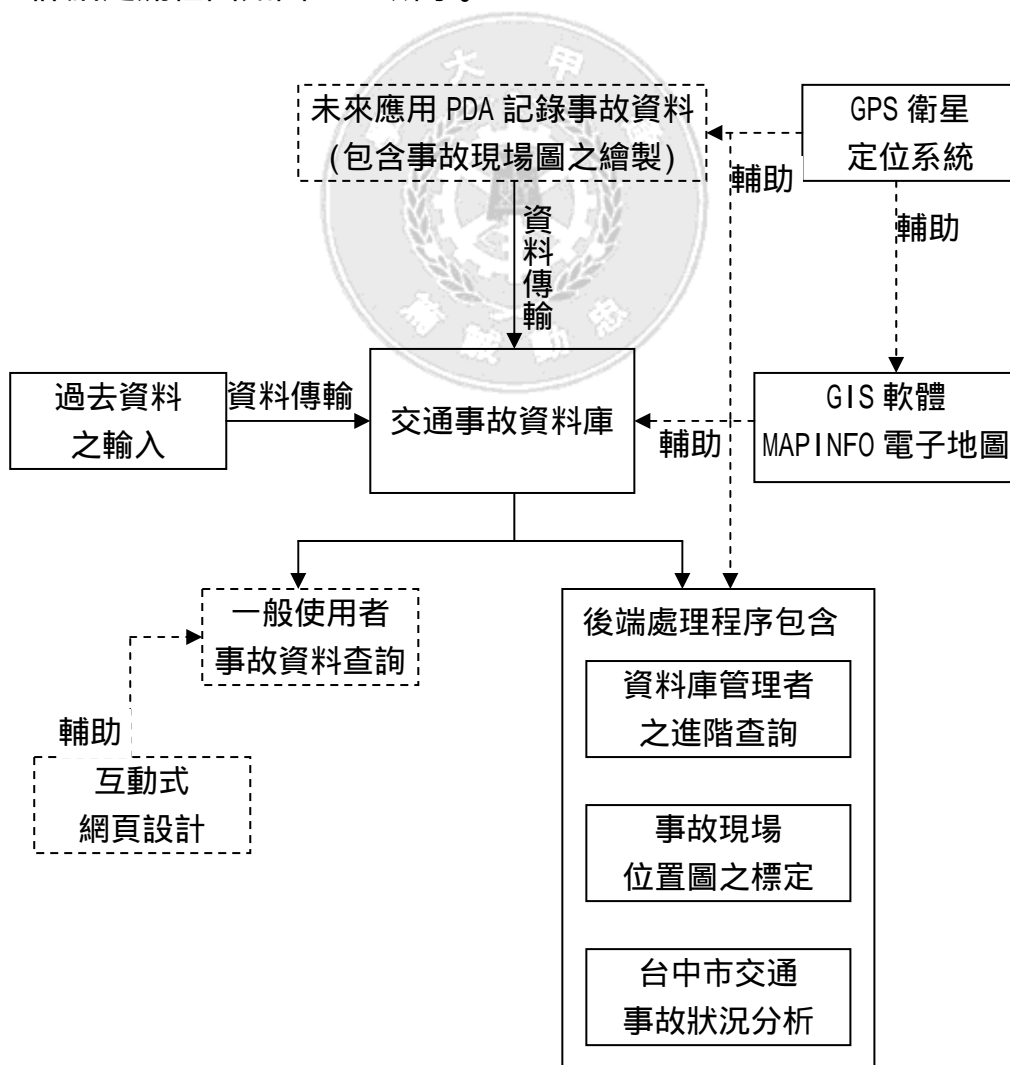 未來應用 PDA 記錄事故資料
(包含事故現場圖之繪製)
GPS 衛星
定位系統
輔助
輔助
資料傳輸
過去資料
之輸入
資料傳輸
交通事故資料庫
輔助
GIS 軟體
MAPINFO 電子地圖
一般使用者
事故資料查詢
輔助
互動式
網頁設計
後端處理程序包含
資料庫管理者
之進階查詢
事故現場
位置圖之標定
台中市交通
事故狀況分析